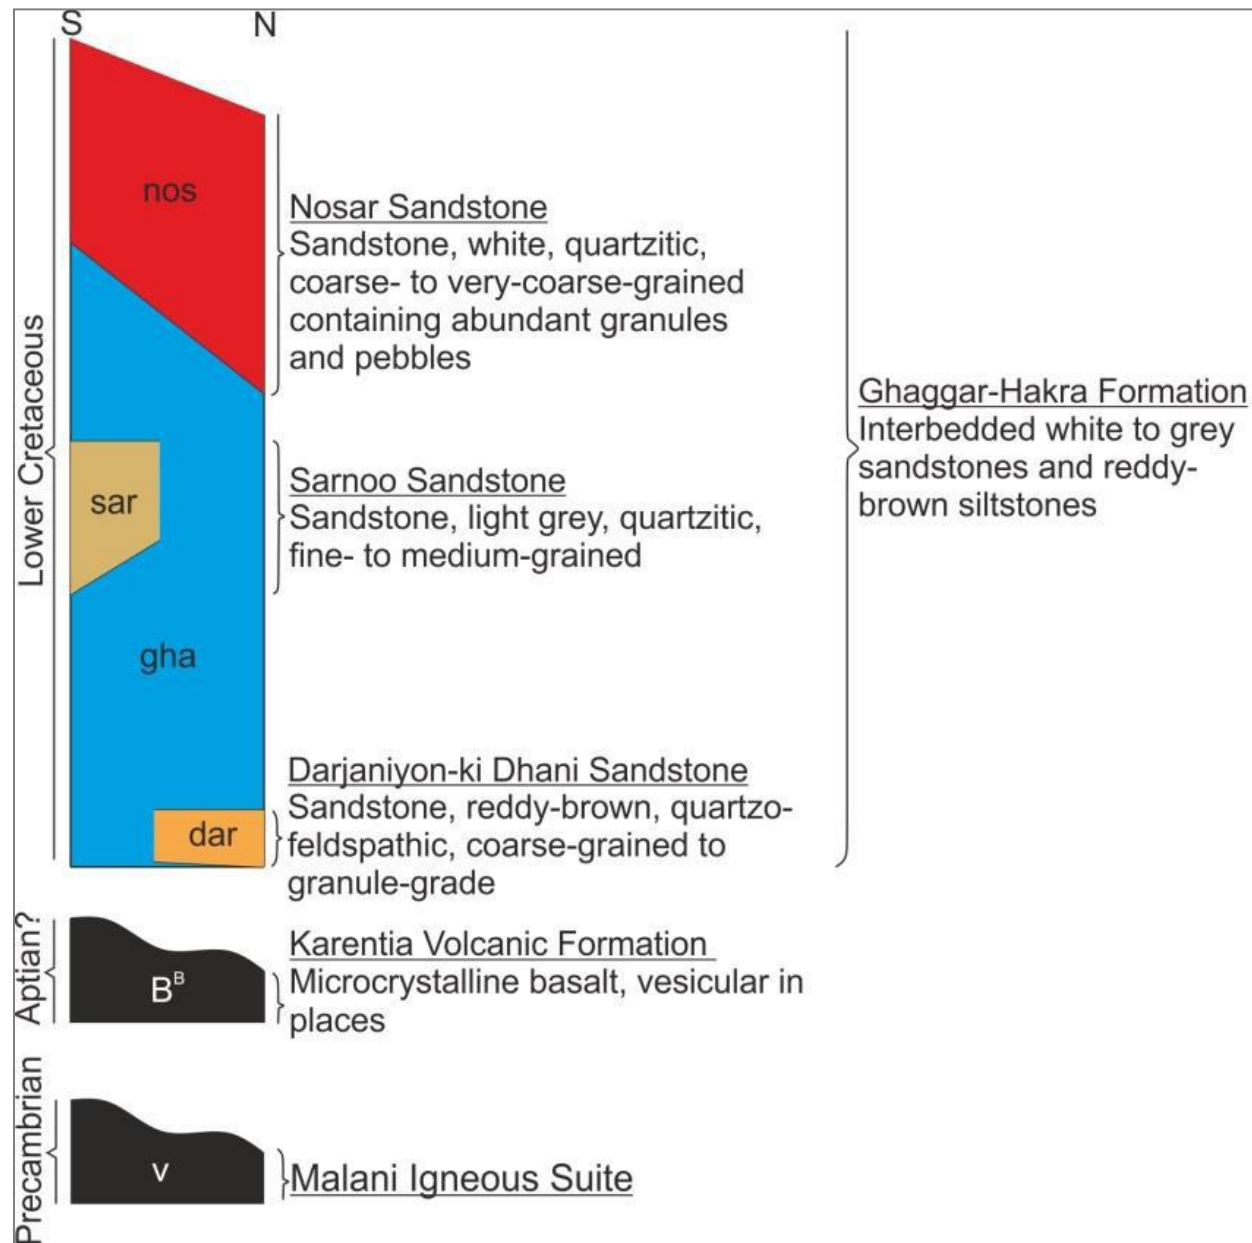 S
N
nos
Nosar Sandstone
Sandstone, white, quartzitic,
coarse- to very-coarse-grained
containing abundant granules
and pebbles
Lower Cretaceous
Ghaggar-Hakra Formation
Interbedded white to grey
sandstones and reddy-
brown siltstones
sar
Sarnoo Sandstone
Sandstone, light grey, quartzitic,
fine- to medium-grained
gha
Darjaniyon-ki Dhani Sandstone
Sandstone, reddy-brown, quartzo-
feldspathic, coarse-grained to
granule-grade
dar
Aptian?
B^B
Karentia Volcanic Formation
Microcrystalline basalt, vesicular in
places
Precambrian
v
Malani Igneous Suite